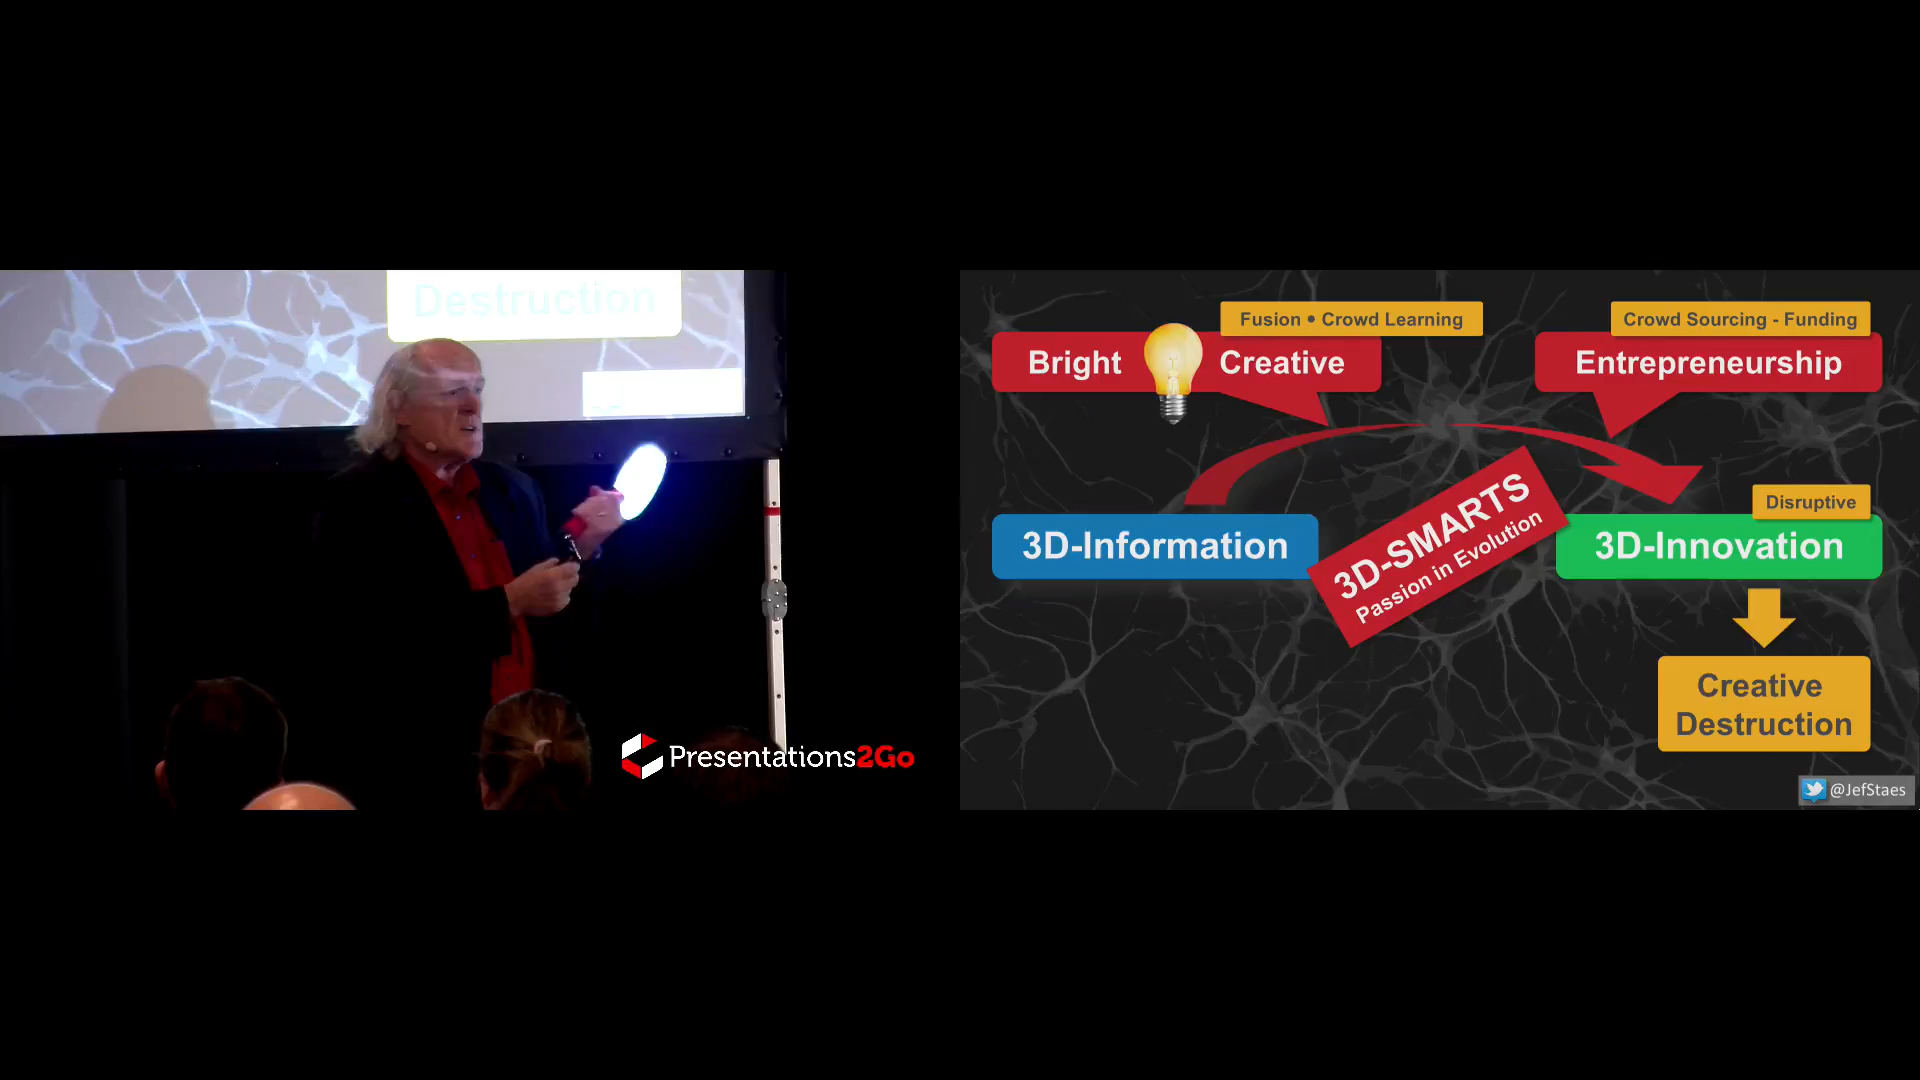 Destruction
Presentations2Go
Fusion • Crowd Learning
Crowd Sourcing - Funding
Bright Creative
Entrepreneurship
3D-SMARTS
Passion in Evolution
Disruptive
3D-Information
3D-Innovation
Creative
Destruction
@JefStaes